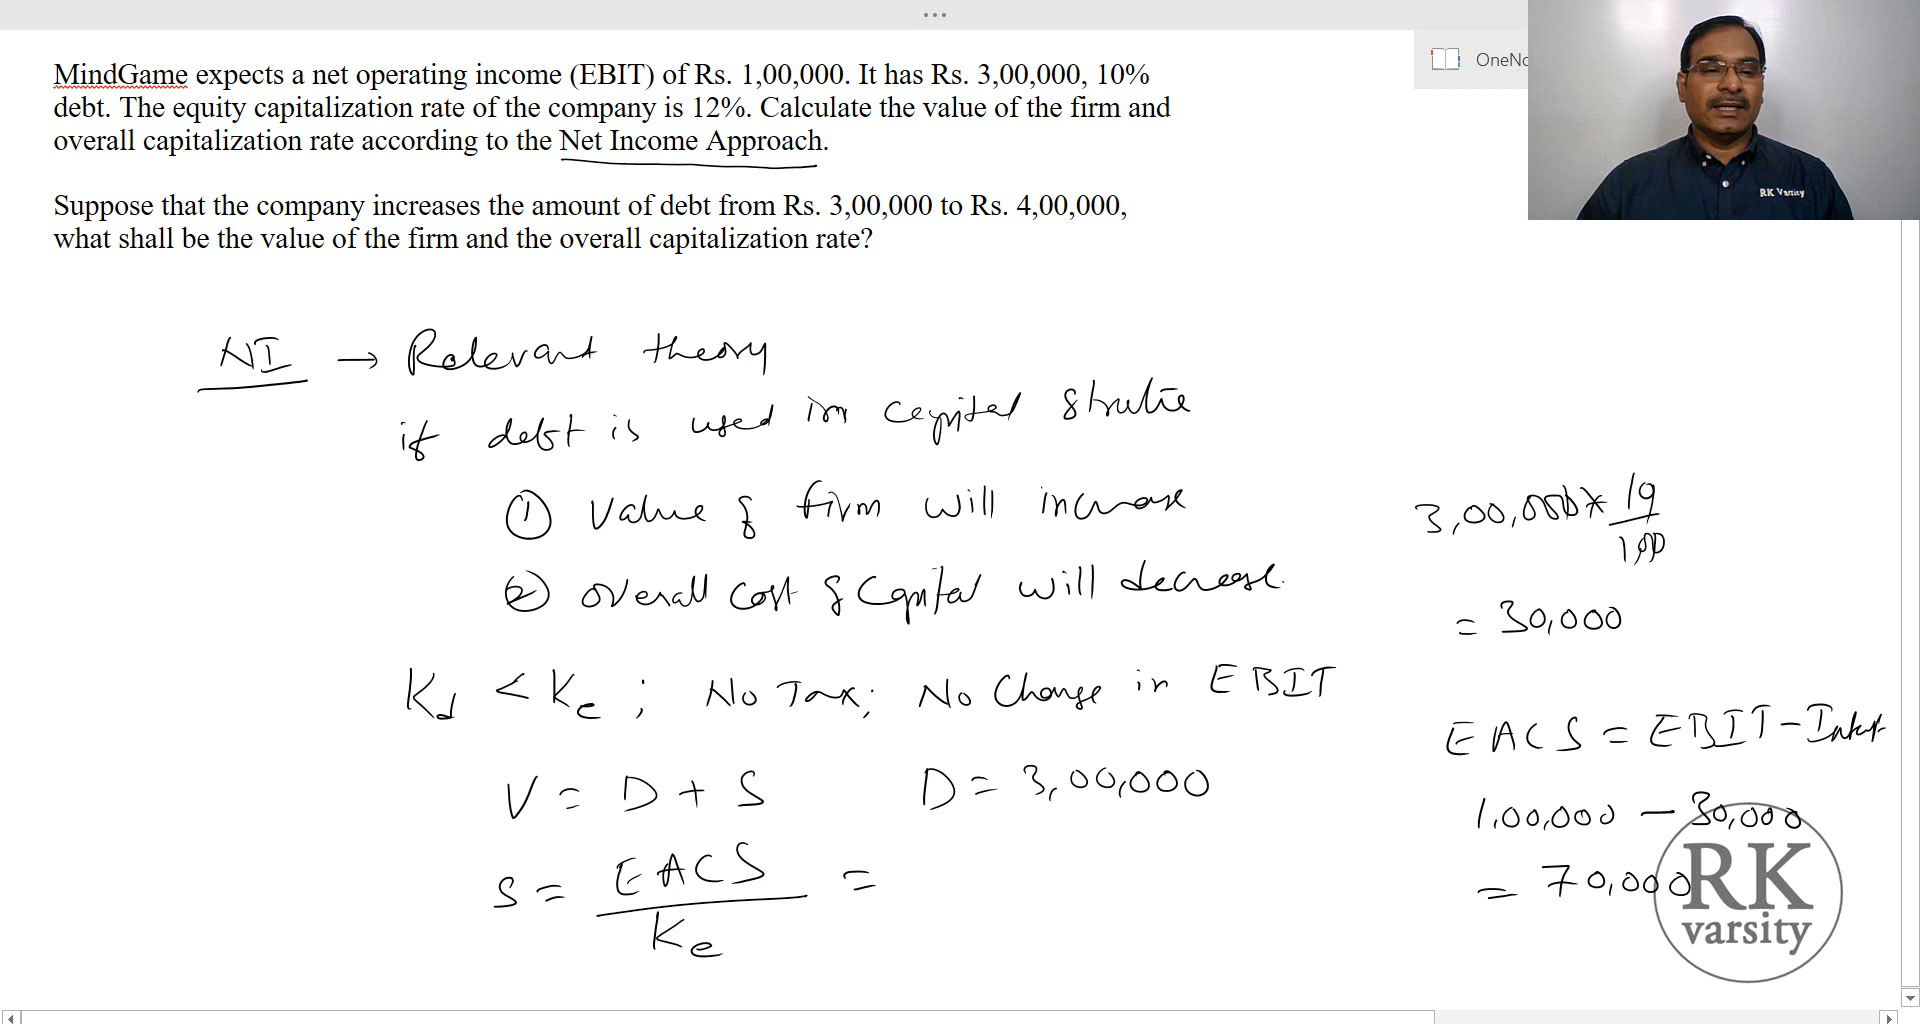 MindGame expects a net operating income (EBIT) of Rs. 1,00,000. It has Rs. 3,00,000, 10%
debt. The equity capitalization rate of the company is 12%. Calculate the value of the firm and
overall capitalization rate according to the Net Income Approach.
Suppose that the company increases the amount of debt from Rs. 3,00,000 to Rs. 4,00,000,
what shall be the value of the firm and the overall capitalization rate?
RK Varsity
NI → Relevant theory
if debt is used in capital
① Value of firm will increase
② overall cost of capital will decrease.
Kd < Ke ; No Tax; No Change in EBIT
V = D + S D = 3,00,000
S = EACS / Ke =
3,00,000 * 10/100
= 30,000
EACS = EBIT -
1,00,000 - 30,000
= 70,000
RK
varsity